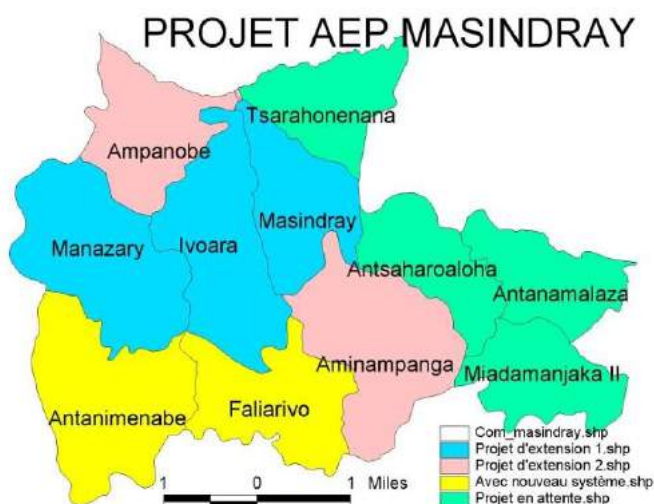 PROJET AEP MASINDRAY
Tsarahonenana
Ampanobe
Masindray
Manazary
Ivoara
Antsaharoaloha
Antanamalaza
Aminampanga
Miadamanjaka II
Antanimenabe
Faliarivo
Com_masindray.shp
Projet d'extension 1.shp
Projet d'extension 2.shp
Avec nouveau système.shp
Projet en attente.shp
1 0 1 Miles